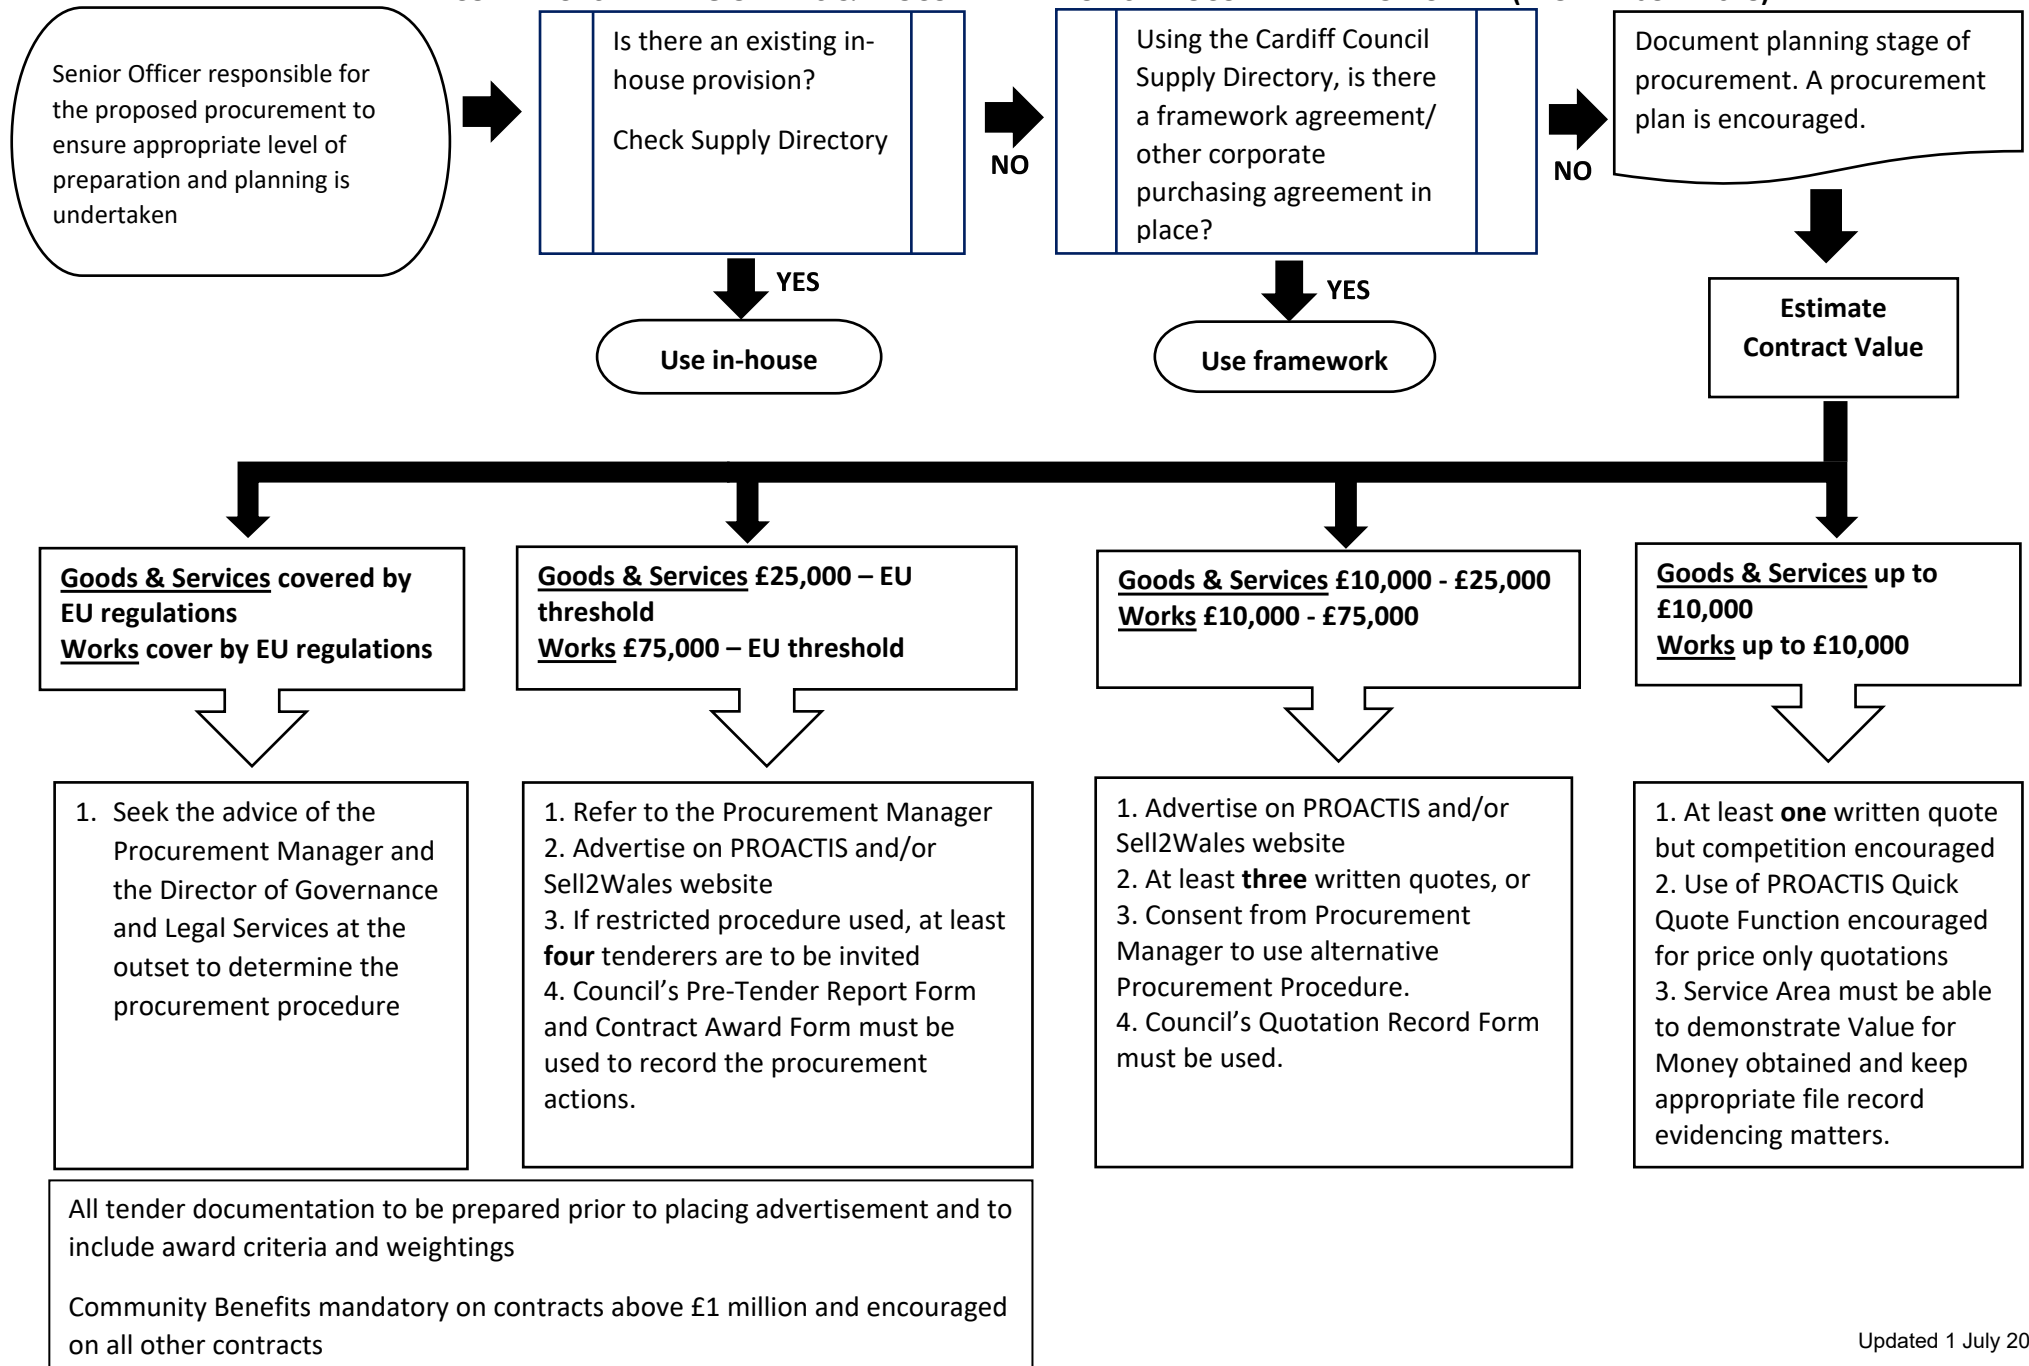 Senior Officer responsible for
the proposed procurement to
ensure appropriate level of
preparation and planning is
undertaken
Is there an existing in-
house provision?
Check Supply Directory
NO
Using the Cardiff Council
Supply Directory, is there
a framework agreement/
other corporate
purchasing agreement in
place?
NO
Document planning stage of
procurement. A procurement
plan is encouraged.
YES
Use in-house
YES
Use framework
Estimate
Contract Value
Goods & Services covered by
EU regulations
Works cover by EU regulations
Goods & Services £25,000 – EU
threshold
Works £75,000 – EU threshold
Goods & Services £10,000 - £25,000
Works £10,000 - £75,000
Goods & Services up to
£10,000
Works up to £10,000
1. Seek the advice of the
Procurement Manager and
the Director of Governance
and Legal Services at the
outset to determine the
procurement procedure
1. Refer to the Procurement Manager
2. Advertise on PROACTIS and/or
Sell2Wales website
3. If restricted procedure used, at least
four tenderers are to be invited
4. Council’s Pre-Tender Report Form
and Contract Award Form must be
used to record the procurement
actions.
1. Advertise on PROACTIS and/or
Sell2Wales website
2. At least three written quotes, or
3. Consent from Procurement
Manager to use alternative
Procurement Procedure.
4. Council’s Quotation Record Form
must be used.
1. At least one written quote
but competition encouraged
2. Use of PROACTIS Quick
Quote Function encouraged
for price only quotations
3. Service Area must be able
to demonstrate Value for
Money obtained and keep
appropriate file record
evidencing matters.
All tender documentation to be prepared prior to placing advertisement and to
include award criteria and weightings
Community Benefits mandatory on contracts above £1 million and encouraged
on all other contracts
Updated 1 July 20